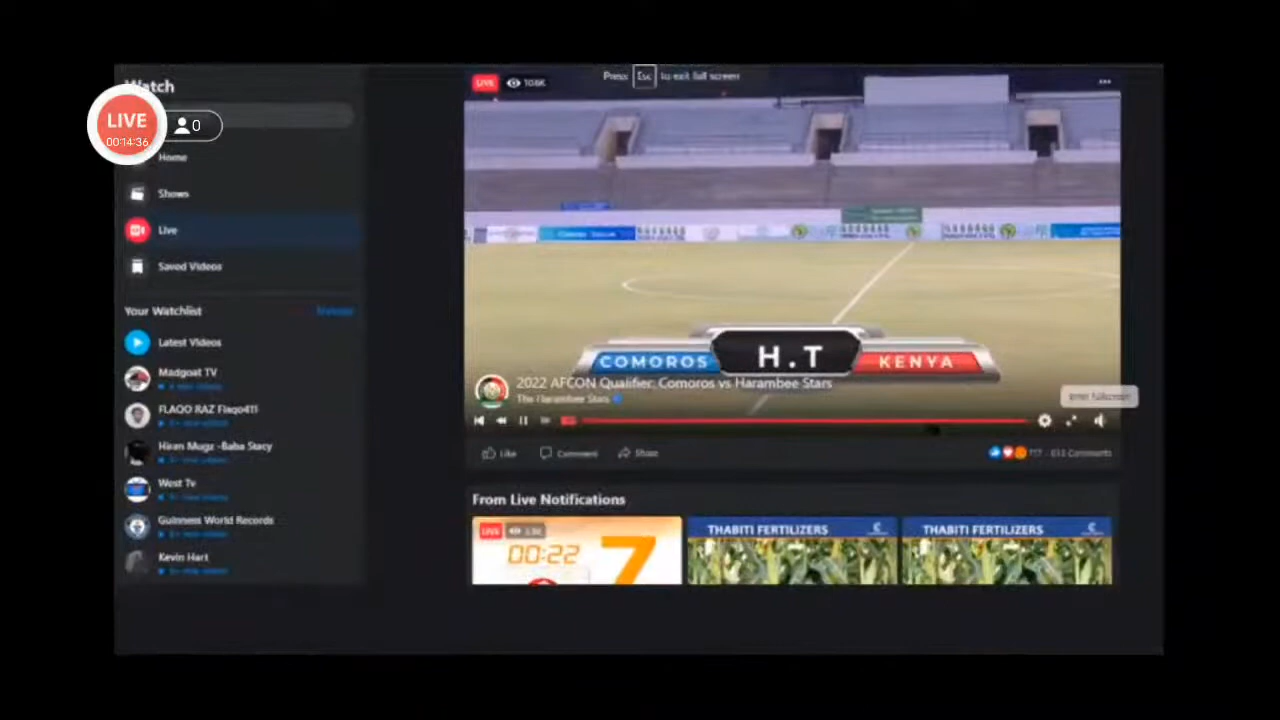 Watch
LIVE
00:14:36
0
Home
Shows
Live
Saved Videos
Your Watchlist
Latest Videos
Madgoat TV
FLAQO RAZ Flaqo411
Hiran Mugz -Baba Stacy
West Tv
Guinness World Records
Kevin Hart
LIVE
Press Esc to exit full screen
COMOROS H.T KENYA
2022 AFCON Qualifier: Comoros vs Harambee Stars
The Harambee Stars
Like Comment Share
Comments
From Live Notifications
LIVE
00:22
7
THABITI FERTILIZERS
THABITI FERTILIZERS